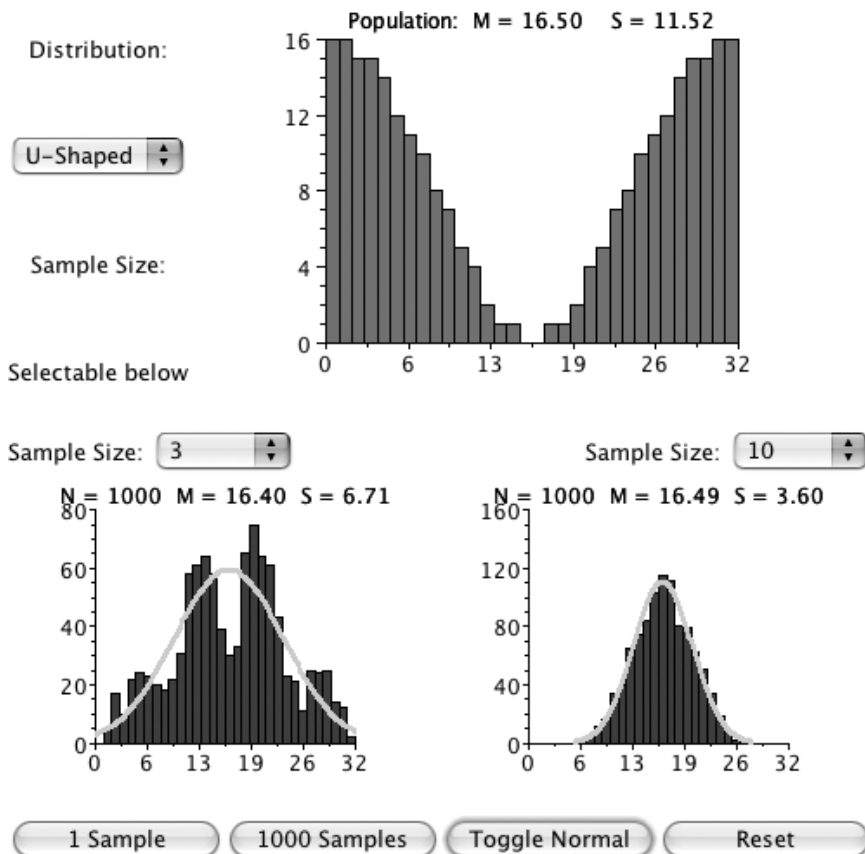 Population: M = 16.50 S = 11.52
Distribution:
U-Shaped
Sample Size:
Selectable below
16
12
8
4
0
0 6 13 19 26 32
Sample Size: 3
N = 1000 M = 16.40 S = 6.71
80
60
40
20
0
0 6 13 19 26 32
Sample Size: 10
N = 1000 M = 16.49 S = 3.60
160
120
80
40
0
0 6 13 19 26 32
1 Sample
1000 Samples
Toggle Normal
Reset